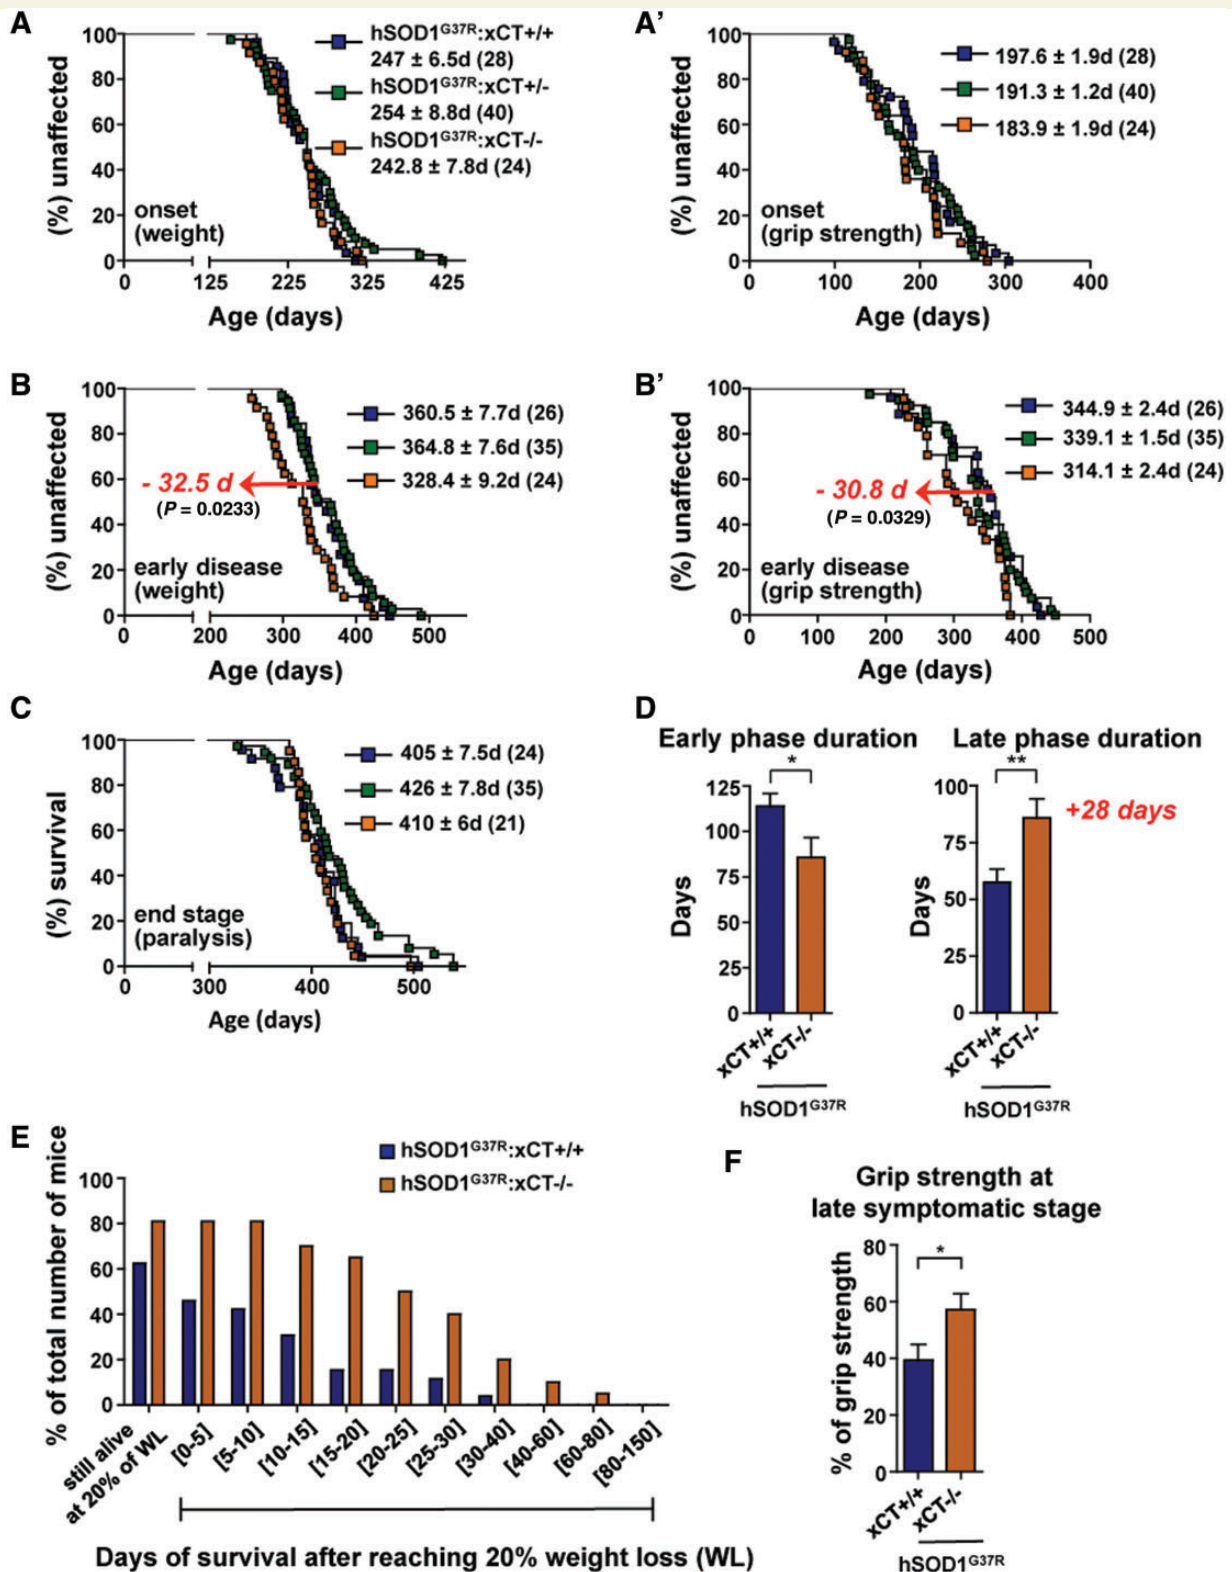 A
(%) unaffected
100
80
60
40
20
0
onset
(weight)
hSOD1G37R:xCT+/+
247 ± 6.5d (28)
hSOD1G37R:xCT+/-
254 ± 8.8d (40)
hSOD1G37R:xCT-/-
242.8 ± 7.8d (24)
0 125 225 325 425
Age (days)
A’
(%) unaffected
100
80
60
40
20
0
onset
(grip strength)
197.6 ± 1.9d (28)
191.3 ± 1.2d (40)
183.9 ± 1.9d (24)
0 100 200 300 400
Age (days)
B
(%) unaffected
100
80
60
40
20
0
360.5 ± 7.7d (26)
364.8 ± 7.6d (35)
328.4 ± 9.2d (24)
- 32.5 d
(P = 0.0233)
early disease
(weight)
0 200 300 400 500
Age (days)
B’
(%) unaffected
100
80
60
40
20
0
344.9 ± 2.4d (26)
339.1 ± 1.5d (35)
314.1 ± 2.4d (24)
- 30.8 d
(P = 0.0329)
early disease
(grip strength)
0 100 200 300 400 500
Age (days)
C
(%) survival
100
80
60
40
20
0
405 ± 7.5d (24)
426 ± 7.8d (35)
410 ± 6d (21)
end stage
(paralysis)
0 300 400 500
Age (days)
D
Early phase duration
*
Days
125
100
75
50
25
0
xCT+/+ xCT-/-
hSOD1G37R
Late phase duration
**
+28 days
Days
100
75
50
25
0
xCT+/+ xCT-/-
hSOD1G37R
E
% of total number of mice
hSOD1G37R:xCT+/+
hSOD1G37R:xCT-/-
100
80
60
40
20
0
still alive
at 20% of WL
[0-5]
[5-10]
[10-15]
[15-20]
[20-25]
[25-30]
[30-40]
[40-60]
[60-80]
[80-150]
Days of survival after reaching 20% weight loss (WL)
F
Grip strength at
late symptomatic stage
*
% of grip strength
80
60
40
20
0
xCT+/+ xCT-/-
hSOD1G37R